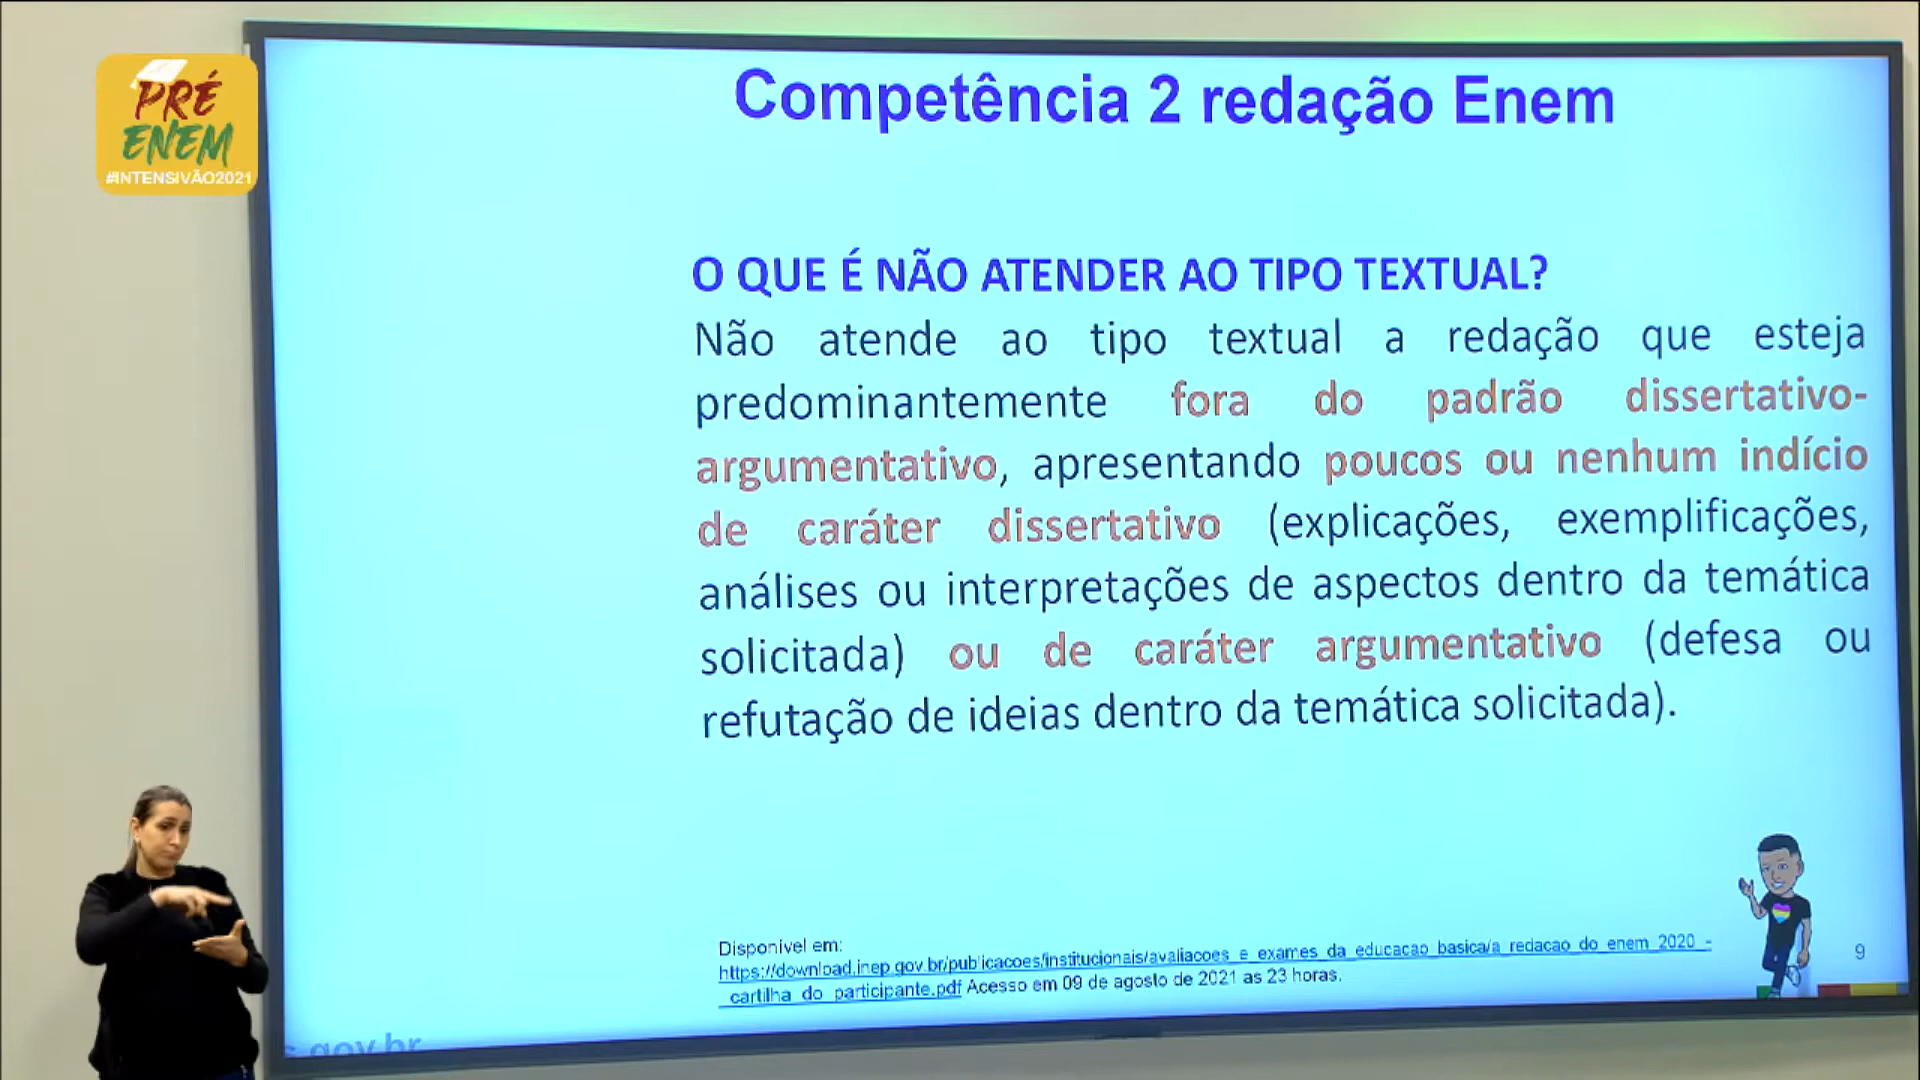 PRÉ
ENEM
#INTENSIVÃO2021
Competência 2 redação Enem
O QUE É NÃO ATENDER AO TIPO TEXTUAL?
Não atende ao tipo textual a redação que esteja
predominantemente fora do padrão dissertativo-
argumentativo, apresentando poucos ou nenhum indício
de caráter dissertativo (explicações, exemplificações,
análises ou interpretações de aspectos dentro da temática
solicitada) ou de caráter argumentativo (defesa ou
refutação de ideias dentro da temática solicitada).
Disponível em:
https://download.inep.gov.br/publicacoes/institucionais/avaliacoes_e_exames_da_educacao_basica/a_redacao_do_enem_2020_-
_cartilha_do_participante.pdf Acesso em 09 de agosto de 2021 as 23 horas.
9
s.gov.br